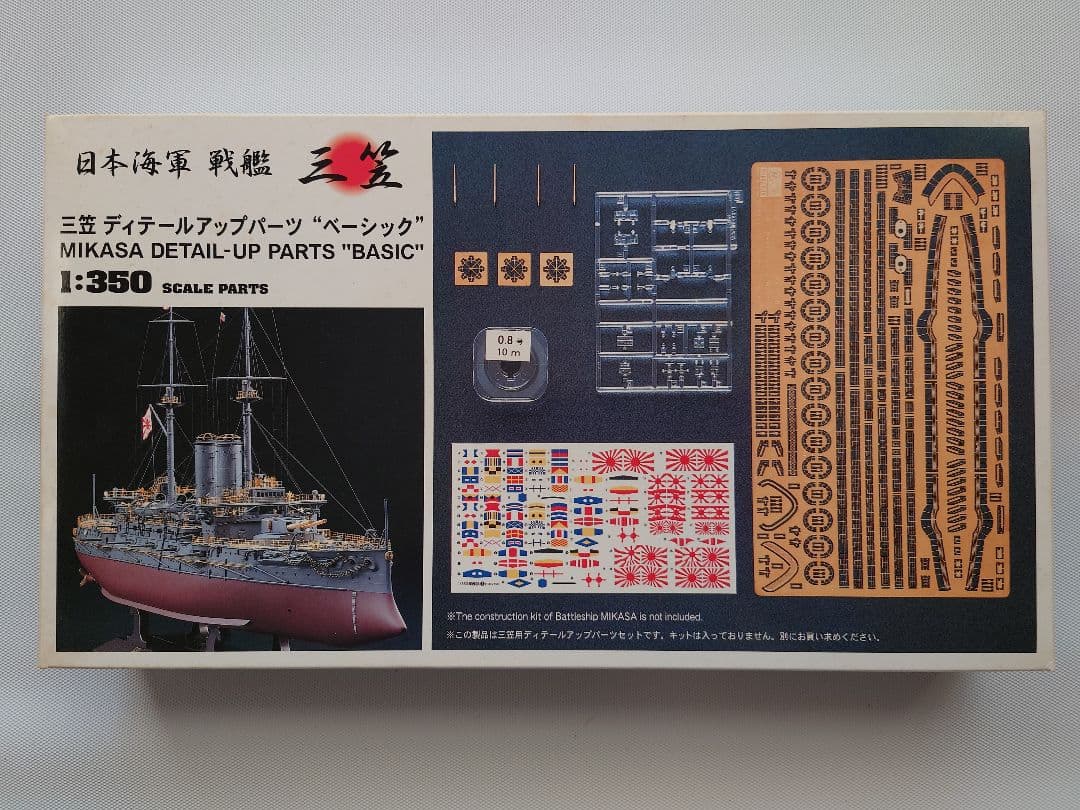 日本海軍 戦艦 三笠
三笠 ディテールアップパーツ “ベーシック”
MIKASA DETAIL-UP PARTS "BASIC"
1:350 SCALE PARTS
0.8号
10m
※The construction kit of Battleship MIKASA is not included.
※この製品は三笠用ディテールアップパーツセットです。キットは入っておりません。別にお買い求めください。